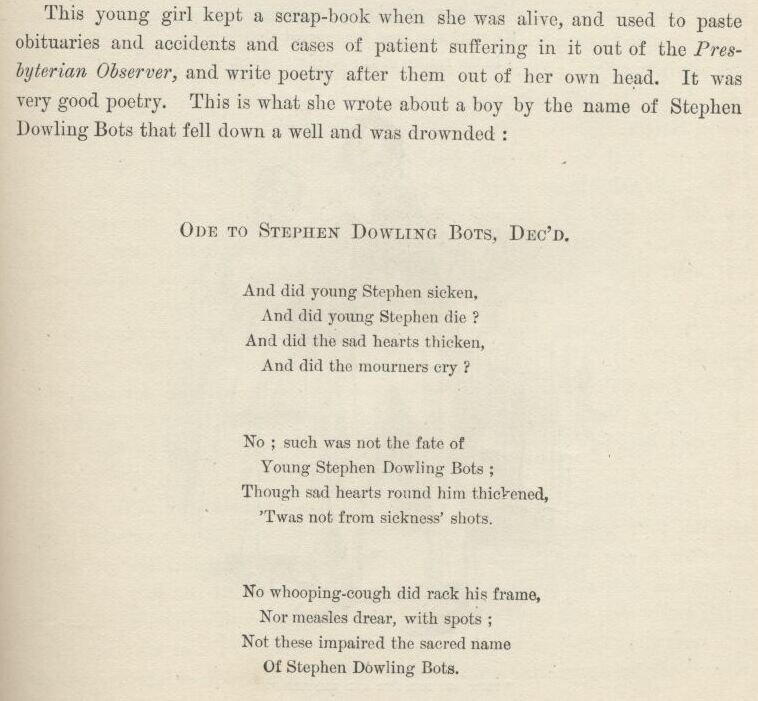 This young girl kept a scrap-book when she was alive, and used to paste
obituaries and accidents and cases of patient suffering in it out of the Pres-
byterian Observer, and write poetry after them out of her own head. It was
very good poetry. This is what she wrote about a boy by the name of Stephen
Dowling Bots that fell down a well and was drownded :
Ode to Stephen Dowling Bots, Dec'd.
And did young Stephen sicken,
And did young Stephen die ?
And did the sad hearts thicken,
And did the mourners cry ?
No ; such was not the fate of
Young Stephen Dowling Bots ;
Though sad hearts round him thickened,
'Twas not from sickness' shots.
No whooping-cough did rack his frame,
Nor measles drear, with spots ;
Not these impaired the sacred name
Of Stephen Dowling Bots.